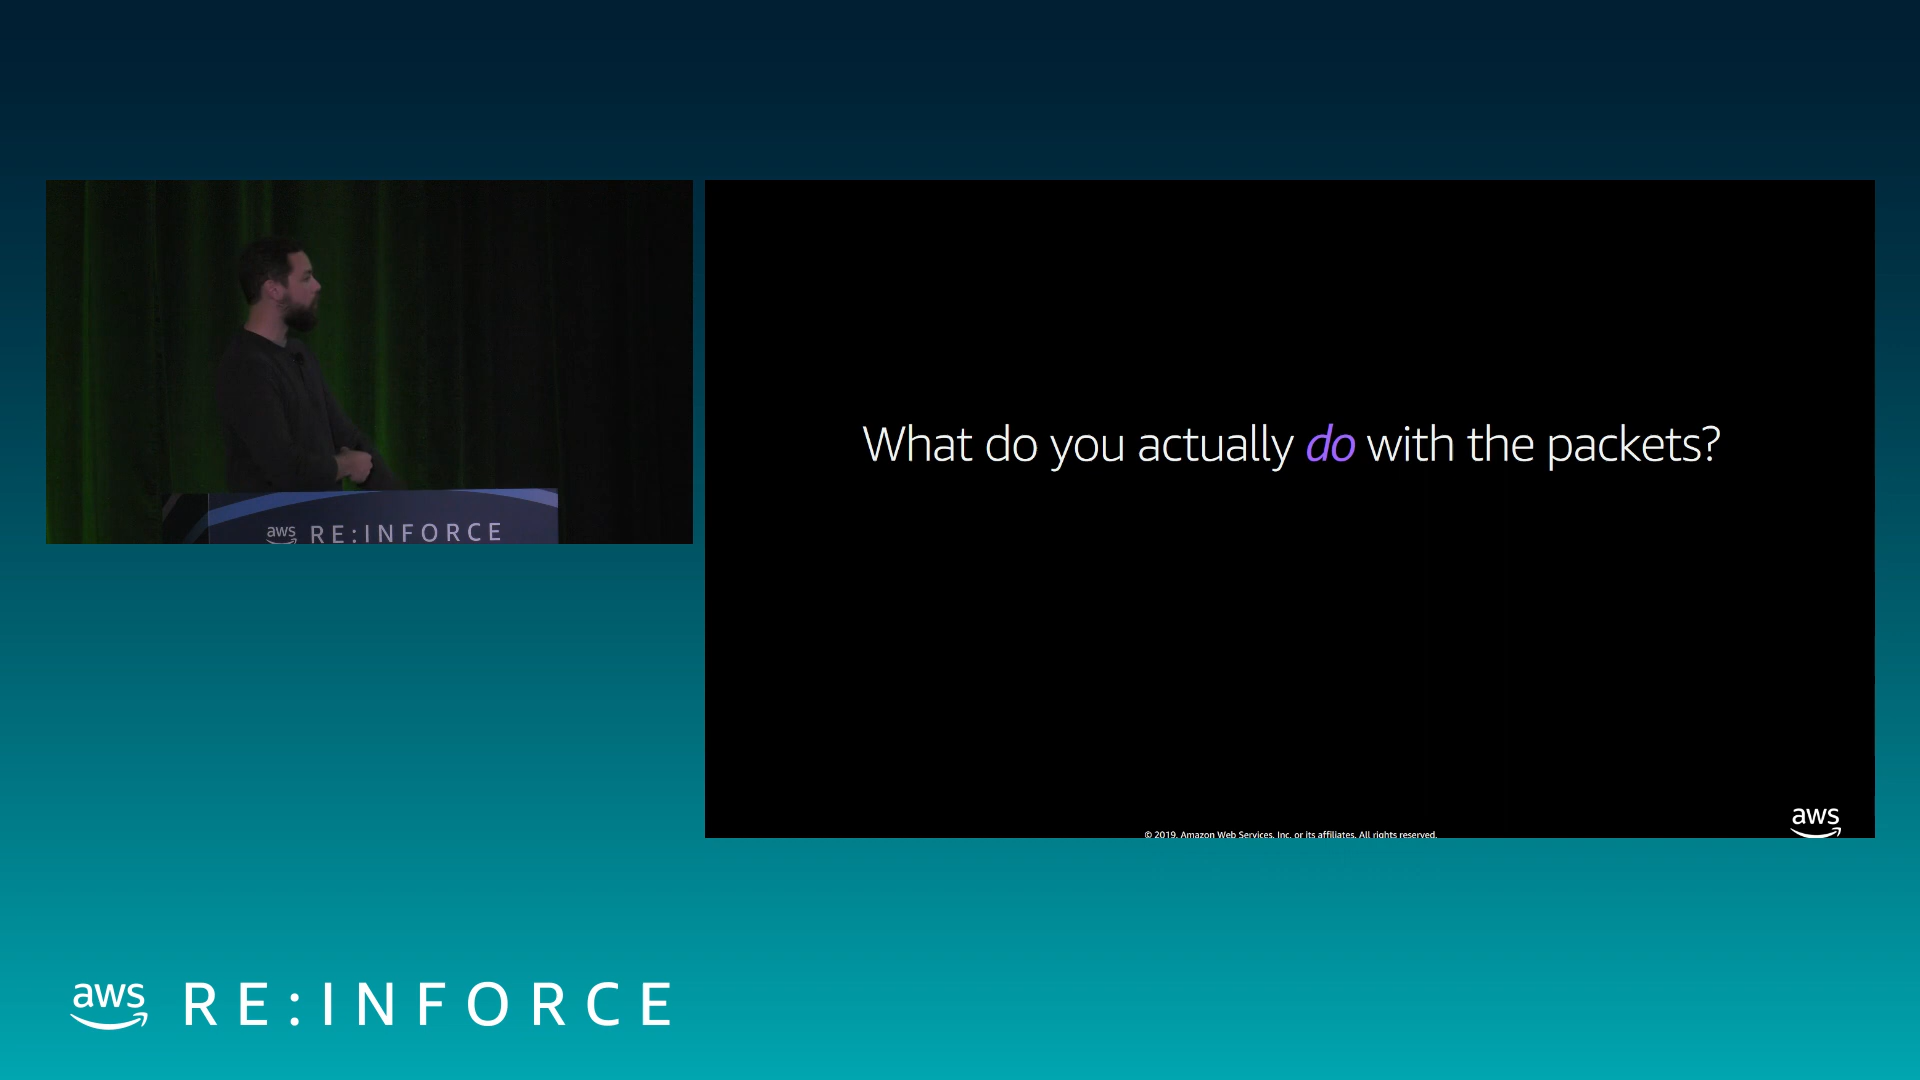 aws RE:INFORCE
What do you actually do with the packets?
© 2019, Amazon Web Services, Inc. or its affiliates. All rights reserved.
aws
aws RE:INFORCE